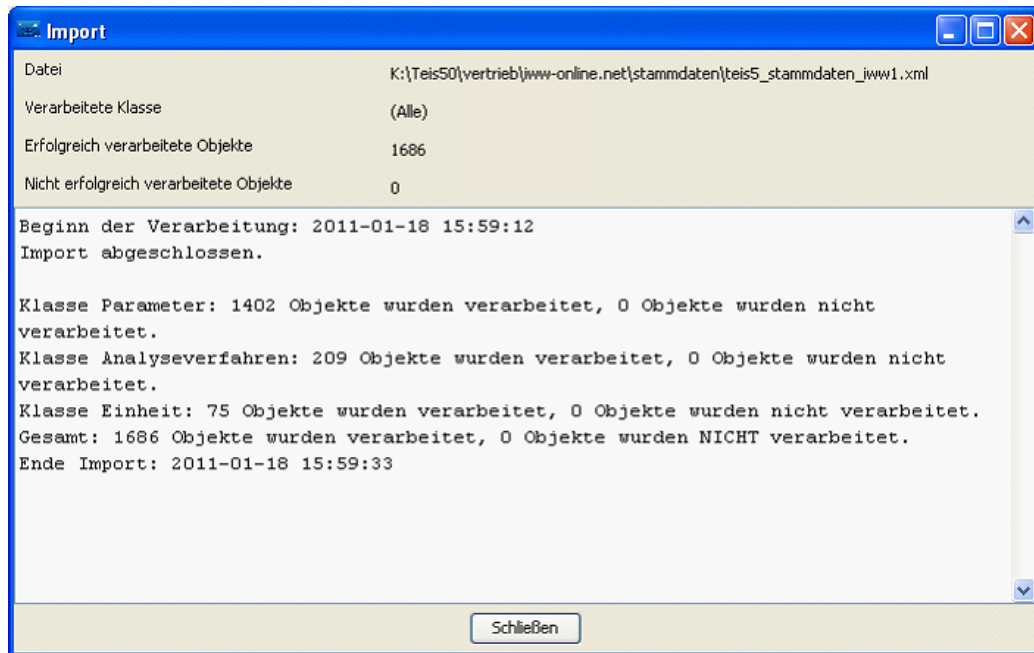 Import
Datei K:\Teis50\vertrieb\iww-online.net\stammdaten\teis5_stammdaten_iww1.xml
Verarbeitete Klasse (Alle)
Erfolgreich verarbeitete Objekte 1686
Nicht erfolgreich verarbeitete Objekte 0
Beginn der Verarbeitung: 2011-01-18 15:59:12
Import abgeschlossen.
Klasse Parameter: 1402 Objekte wurden verarbeitet, 0 Objekte wurden nicht
verarbeitet.
Klasse Analyseverfahren: 209 Objekte wurden verarbeitet, 0 Objekte wurden nicht
verarbeitet.
Klasse Einheit: 75 Objekte wurden verarbeitet, 0 Objekte wurden nicht verarbeitet.
Gesamt: 1686 Objekte wurden verarbeitet, 0 Objekte wurden NICHT verarbeitet.
Ende Import: 2011-01-18 15:59:33
Schließen